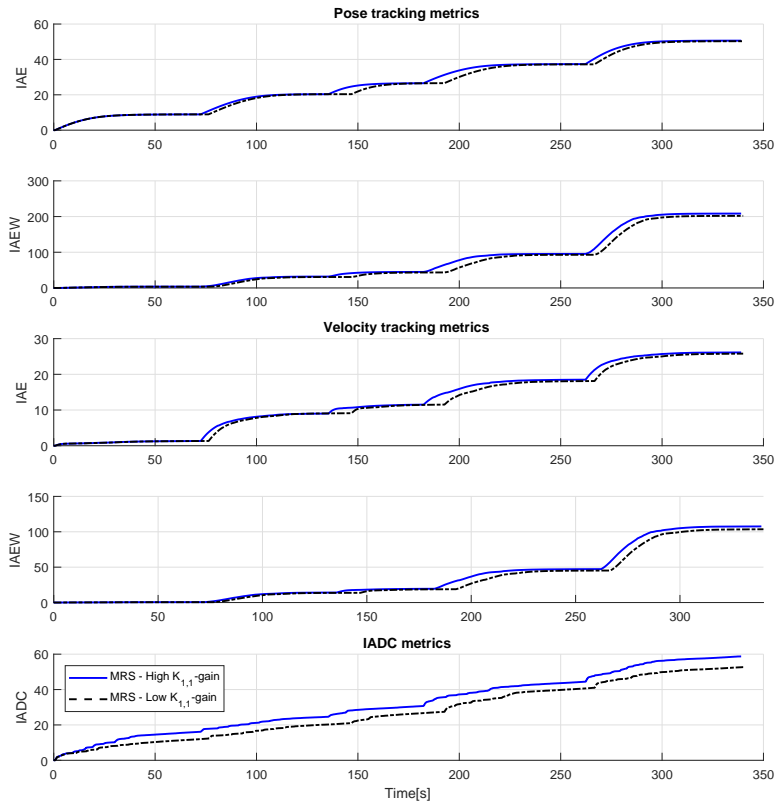 Pose tracking metrics
60
40
20
0
IAE
0 50 100 150 200 250 300 350
300
200
100
0
IAEW
0 50 100 150 200 250 300 350
Velocity tracking metrics
30
20
10
0
IAE
0 50 100 150 200 250 300 350
150
100
50
0
IAEW
0 50 100 150 200 250 300
IADC metrics
60
40
20
0
IADC
MRS - High K1,1-gain
MRS - Low K1,1-gain
0 50 100 150 200 250 300 350
Time[s]